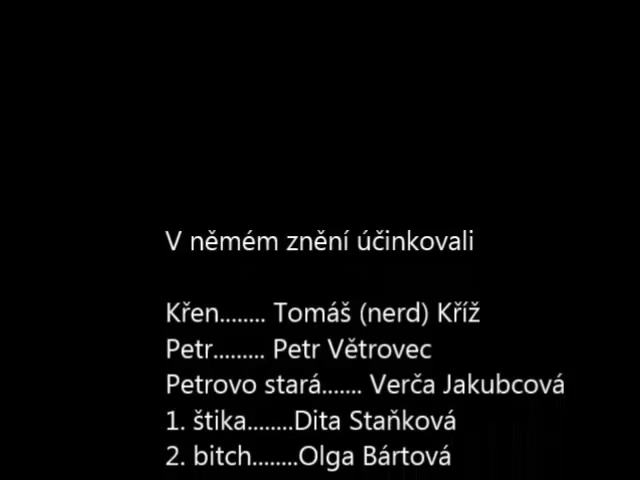 V němém znění účinkovali
Křen........ Tomáš (nerd) Kříž
Petr......... Petr Větrovec
Petrovo stará....... Verča Jakubcová
1. štika........Dita Staňková
2. bitch........Olga Bártová